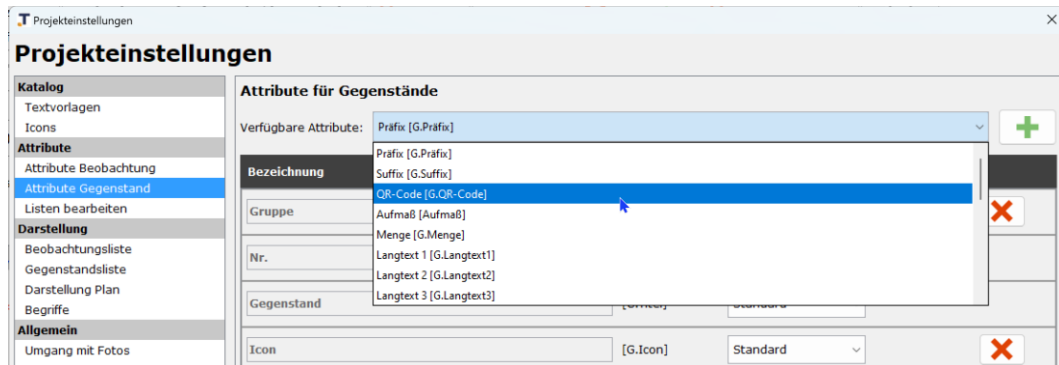 Projekteinstellungen
Projekteinstellungen
Katalog
Textvorlagen
Icons
Attribute
Attribute Beobachtung
Attribute Gegenstand
Listen bearbeiten
Darstellung
Beobachtungsliste
Gegenstandsliste
Darstellung Plan
Begriffe
Allgemein
Umgang mit Fotos
Attribute für Gegenstände
Verfügbare Attribute: Präfix [G.Präfix]
Präfix [G.Präfix]
Suffix [G.Suffix]
QR-Code [G.QR-Code]
Aufmaß [Aufmaß]
Menge [G.Menge]
Langtext 1 [G.Langtext1]
Langtext 2 [G.Langtext2]
Langtext 3 [G.Langtext3]
Bezeichnung
Gruppe
Nr.
Gegenstand
Icon [G.Icon] Standard